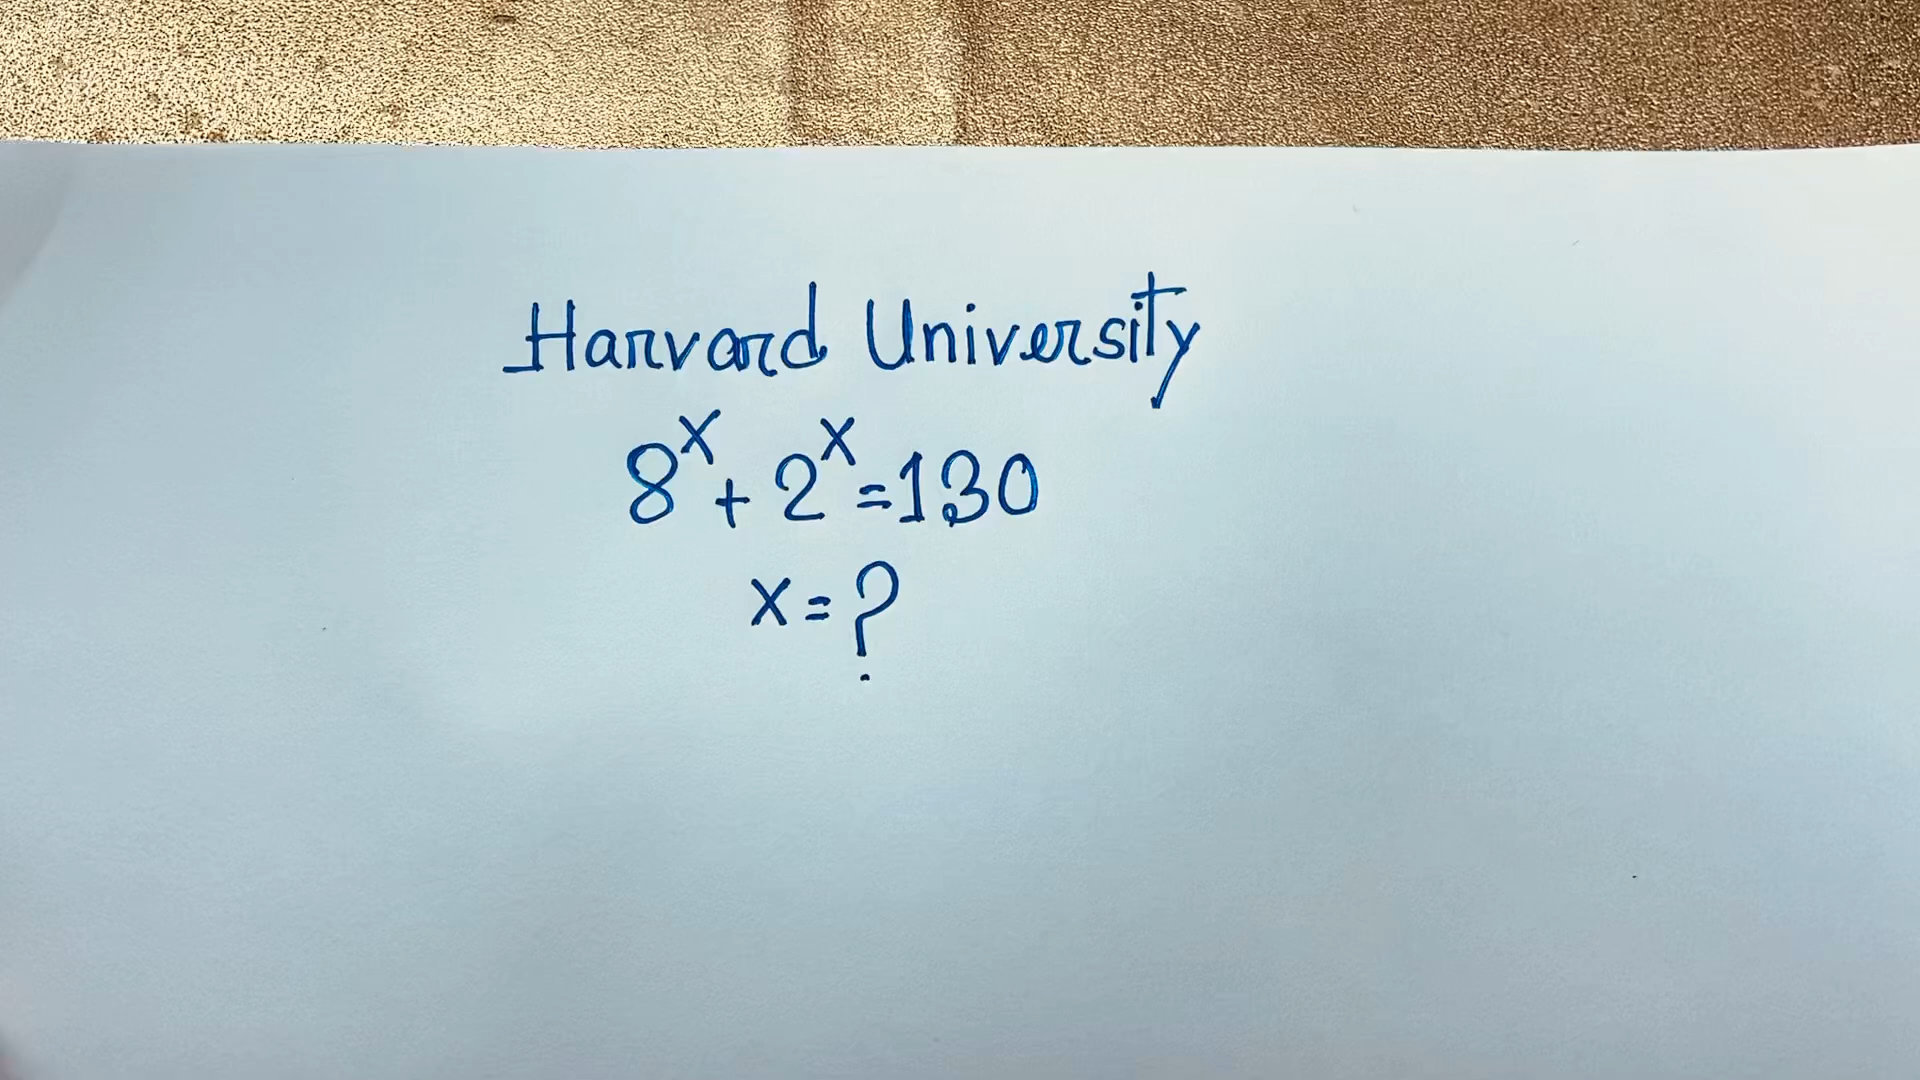 Harvard University
8^x + 2^x = 130
x = ?